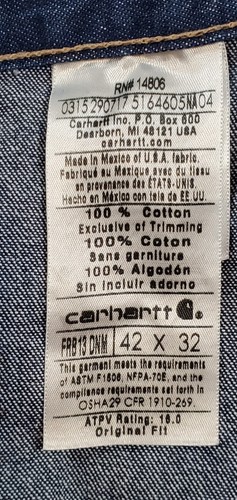 RN# 14806
0315290717 5164605NA04
Carhartt Inc. P.O. Box 600
Dearborn, MI 48121 USA
carhartt.com
Made in Mexico of U.S.A. fabric.
Fabriqué au Mexique avec du tissu
en provenance des ÉTATS-UNIS.
Hecho en México con tela de EE.UU.
100 % Cotton
Exclusive of Trimming
100% Coton
Sans garniture
100% Algodón
Sin incluir adorno
carhartt
FRB13 DNM 42 X 32
This garment meets the requirements
of ASTM F1506, NFPA-70E, and the
compliance requirements set forth in
OSHA29 CFR 1910-269.
ATPV Rating: 16.0
Original Fit